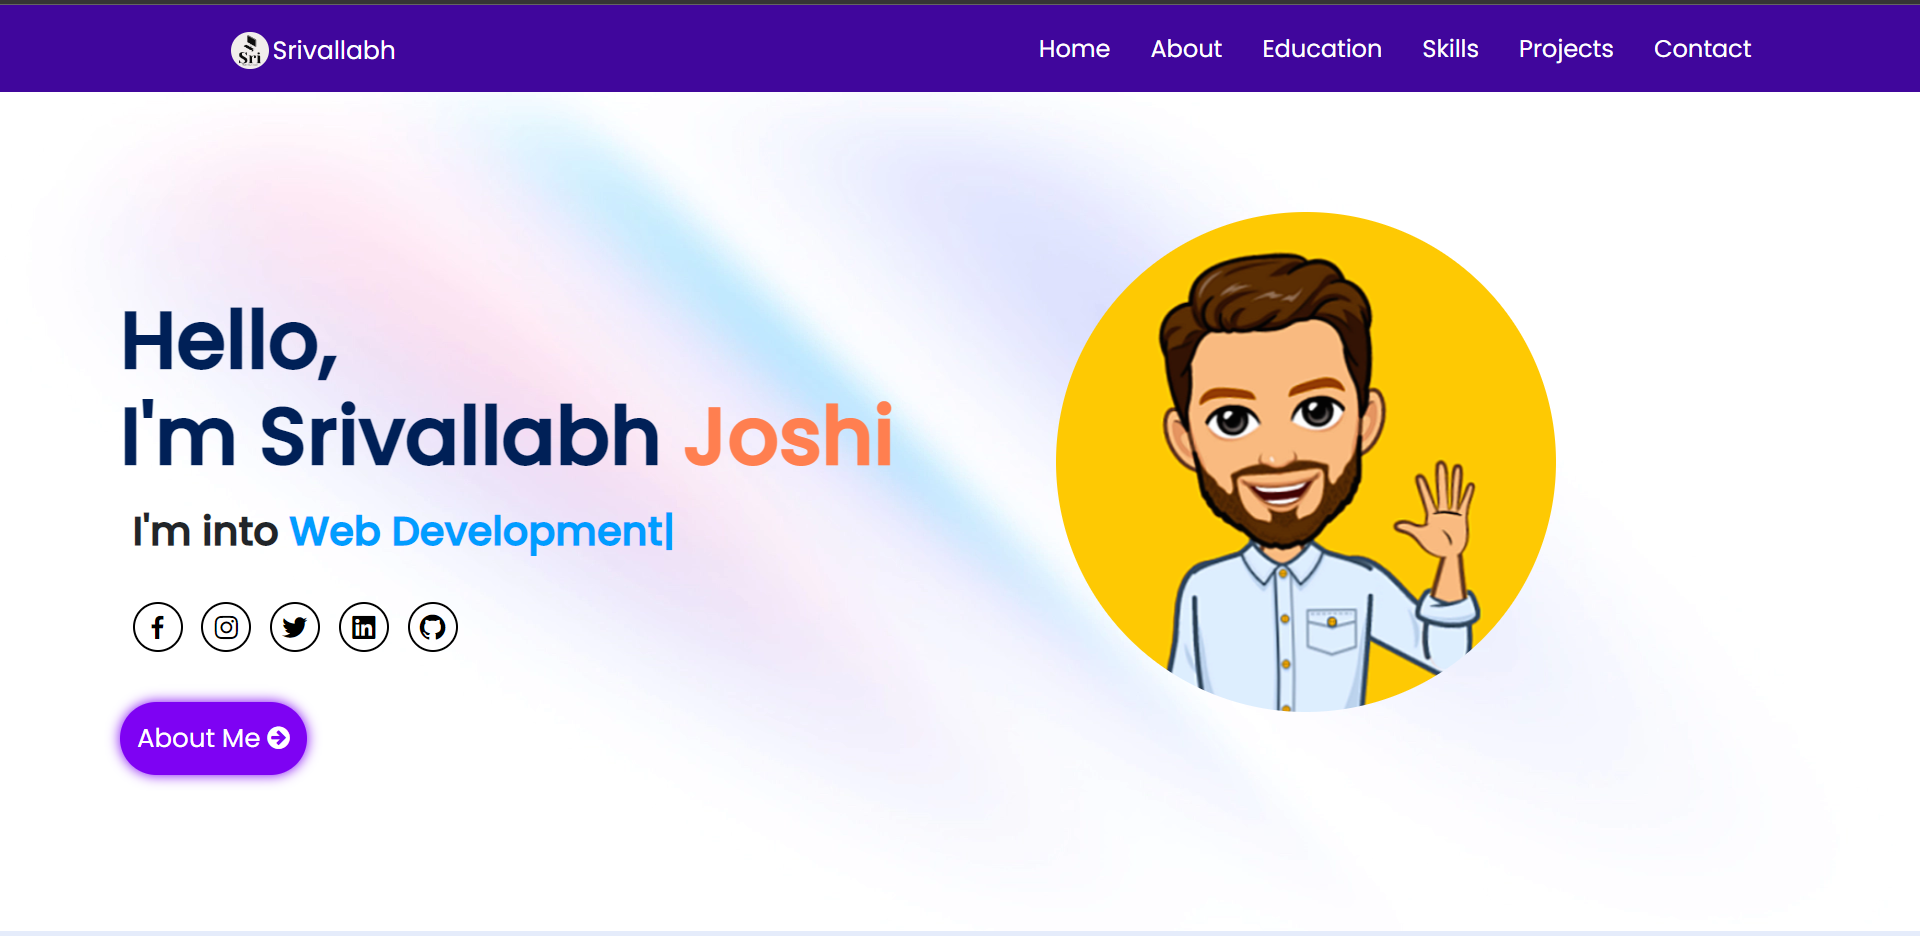 Sri Srivallabh
Home About Education Skills Projects Contact
Hello,
I'm Srivallabh Joshi
I'm into Web Development|
About Me